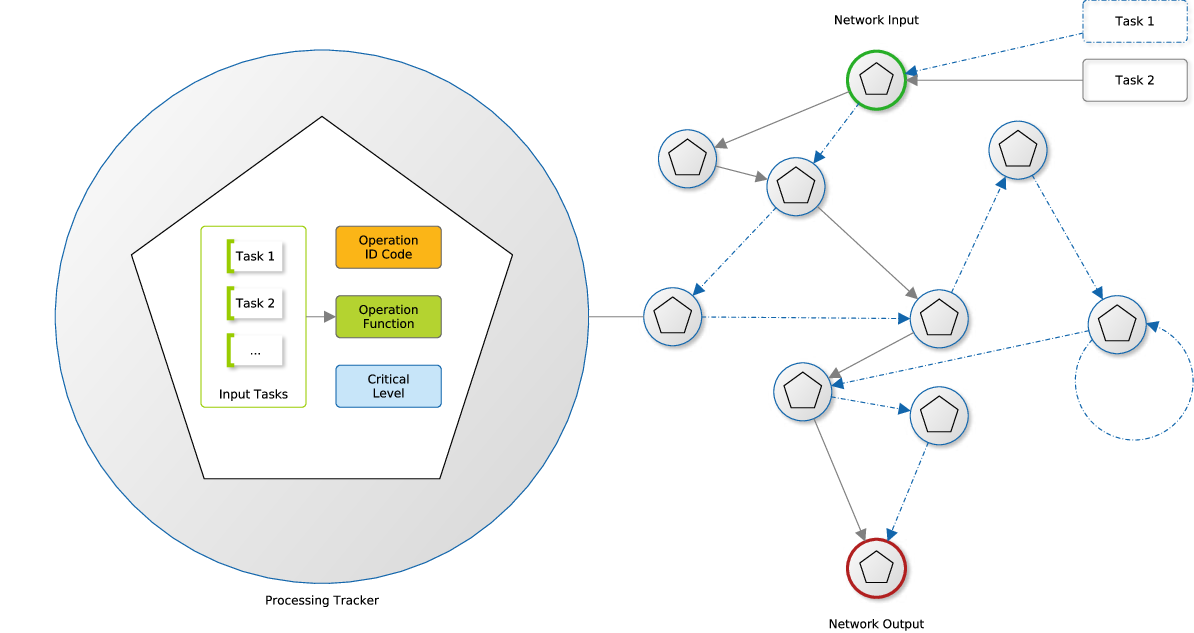 Network Input
Task 1
Task 2
Task 1
Task 2
...
Input Tasks
Operation
ID Code
Operation
Function
Critical
Level
Processing Tracker
Network Output